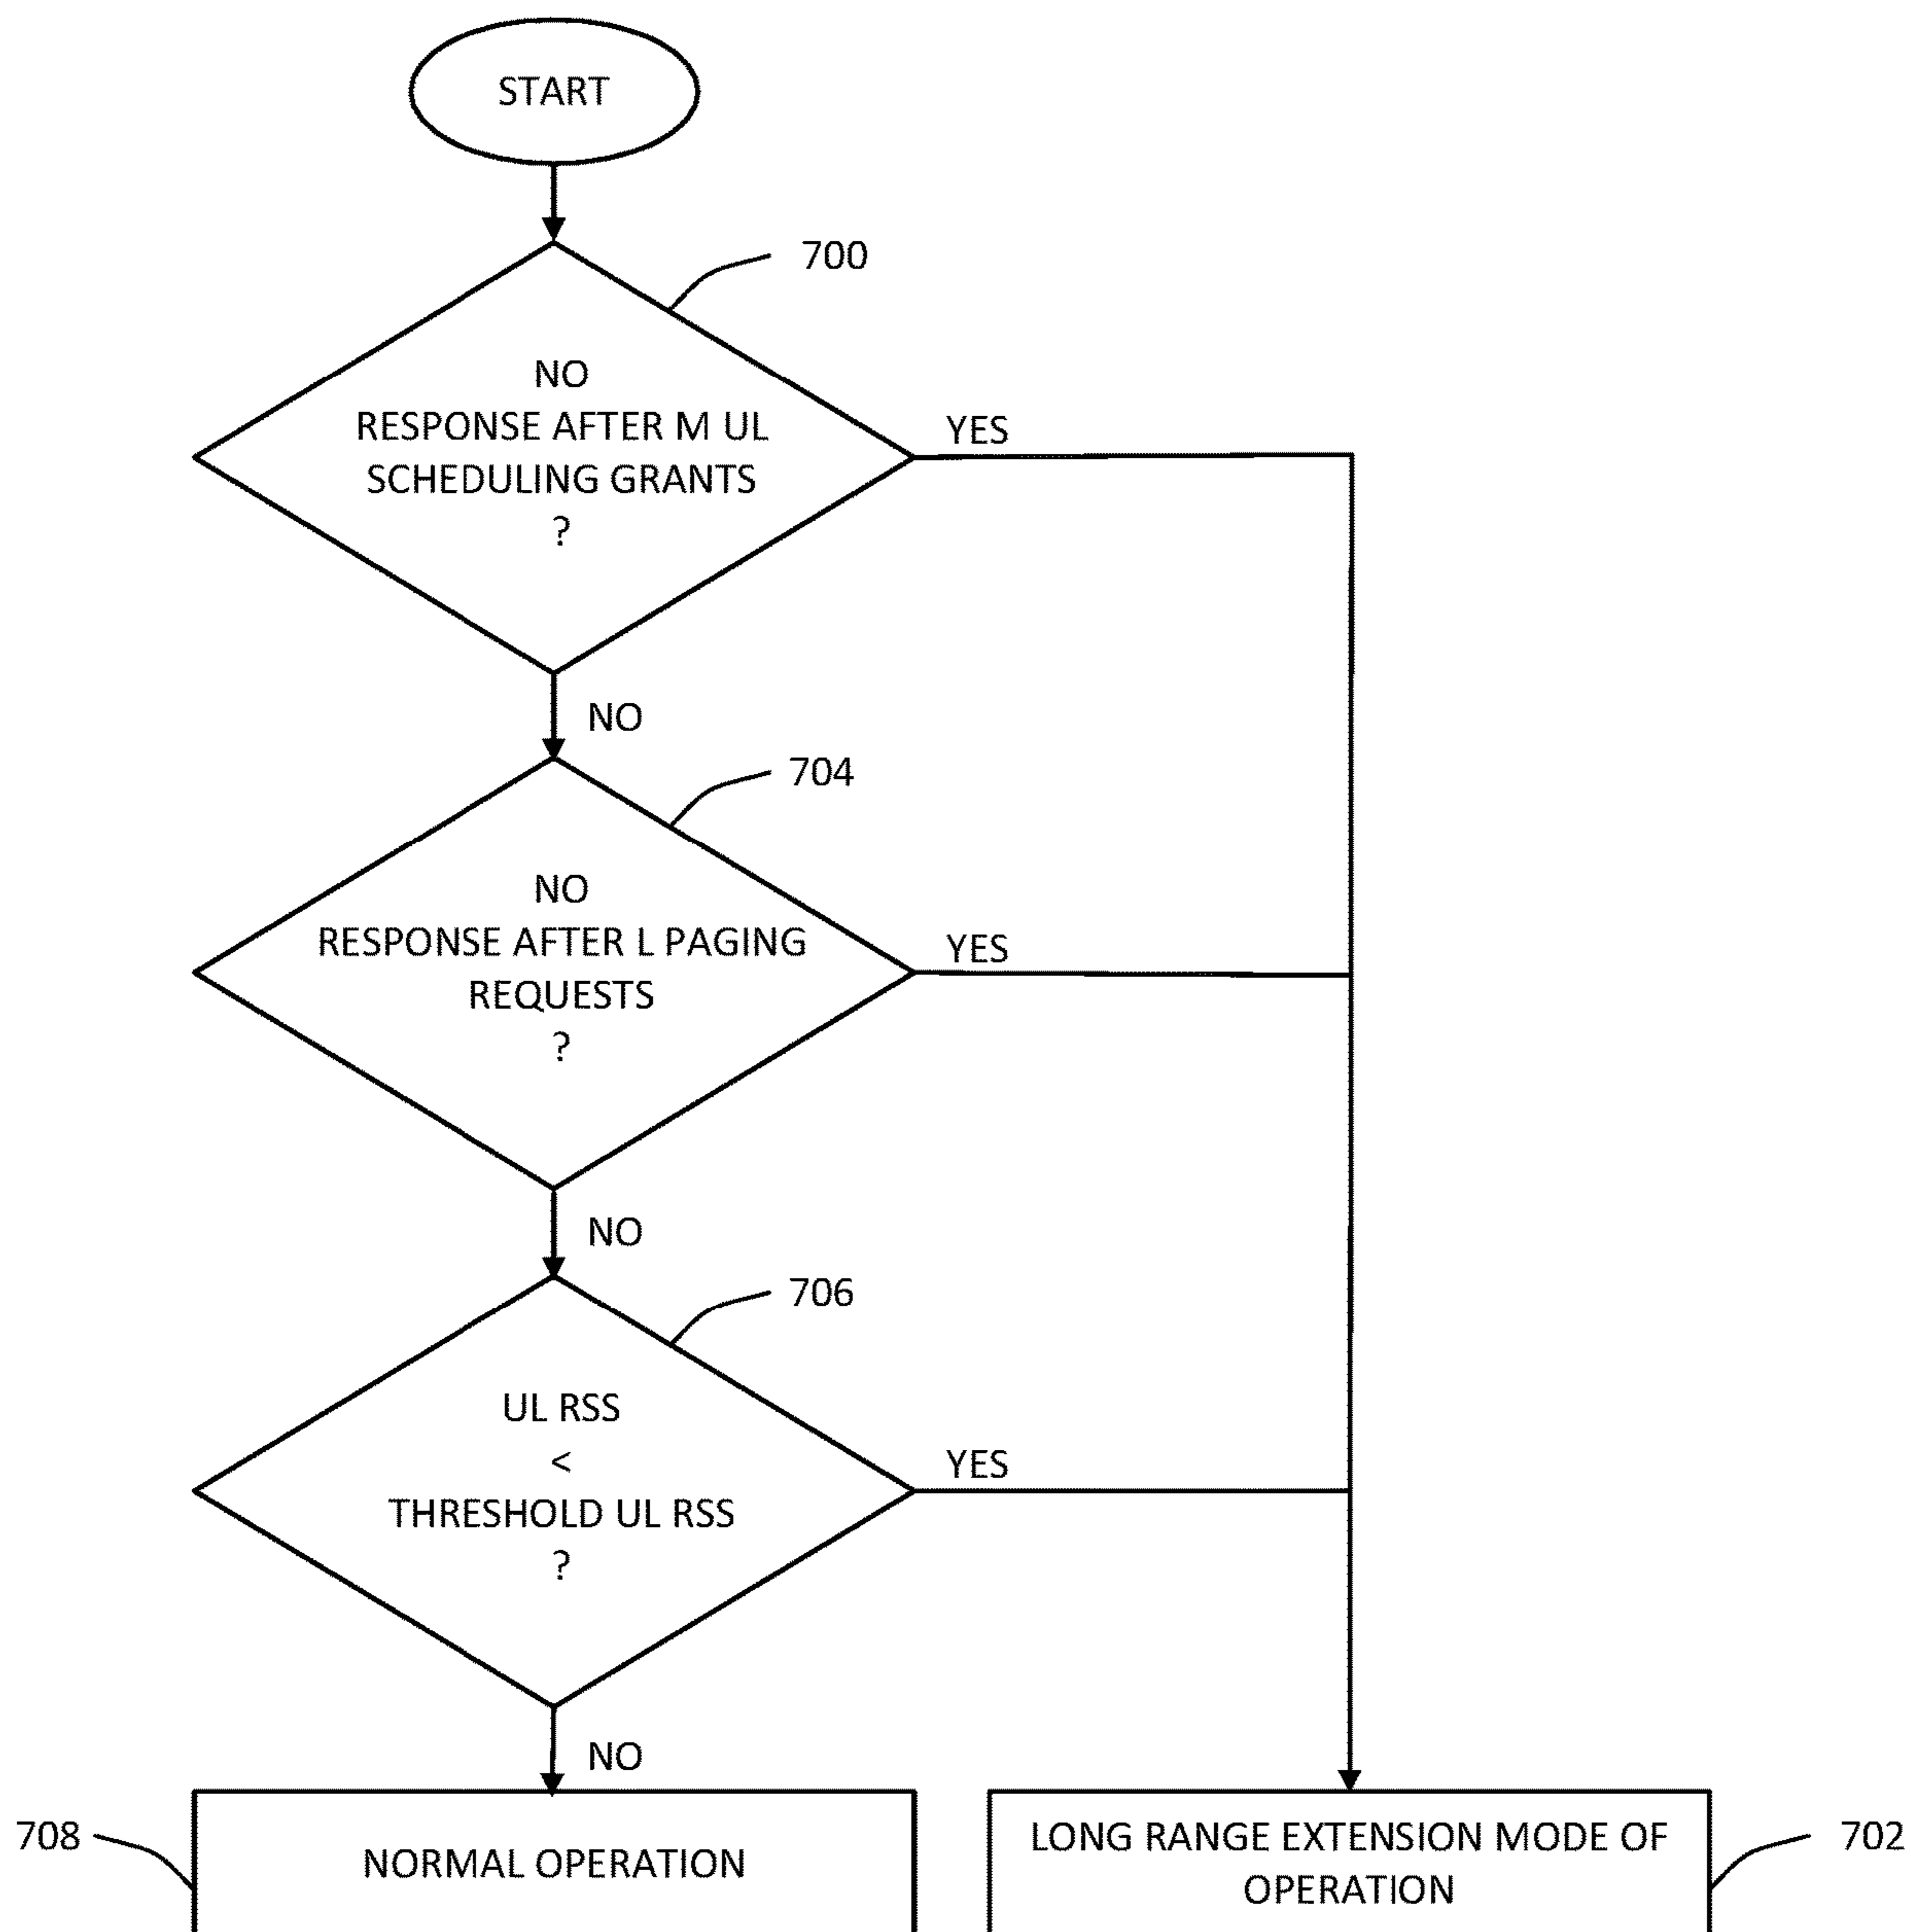 START
700
NO
RESPONSE AFTER M UL
SCHEDULING GRANTS
?
YES
NO
704
NO
RESPONSE AFTER L PAGING
REQUESTS
?
YES
NO
706
UL RSS
<
THRESHOLD UL RSS
?
YES
NO
708
NORMAL OPERATION
LONG RANGE EXTENSION MODE OF
OPERATION
702